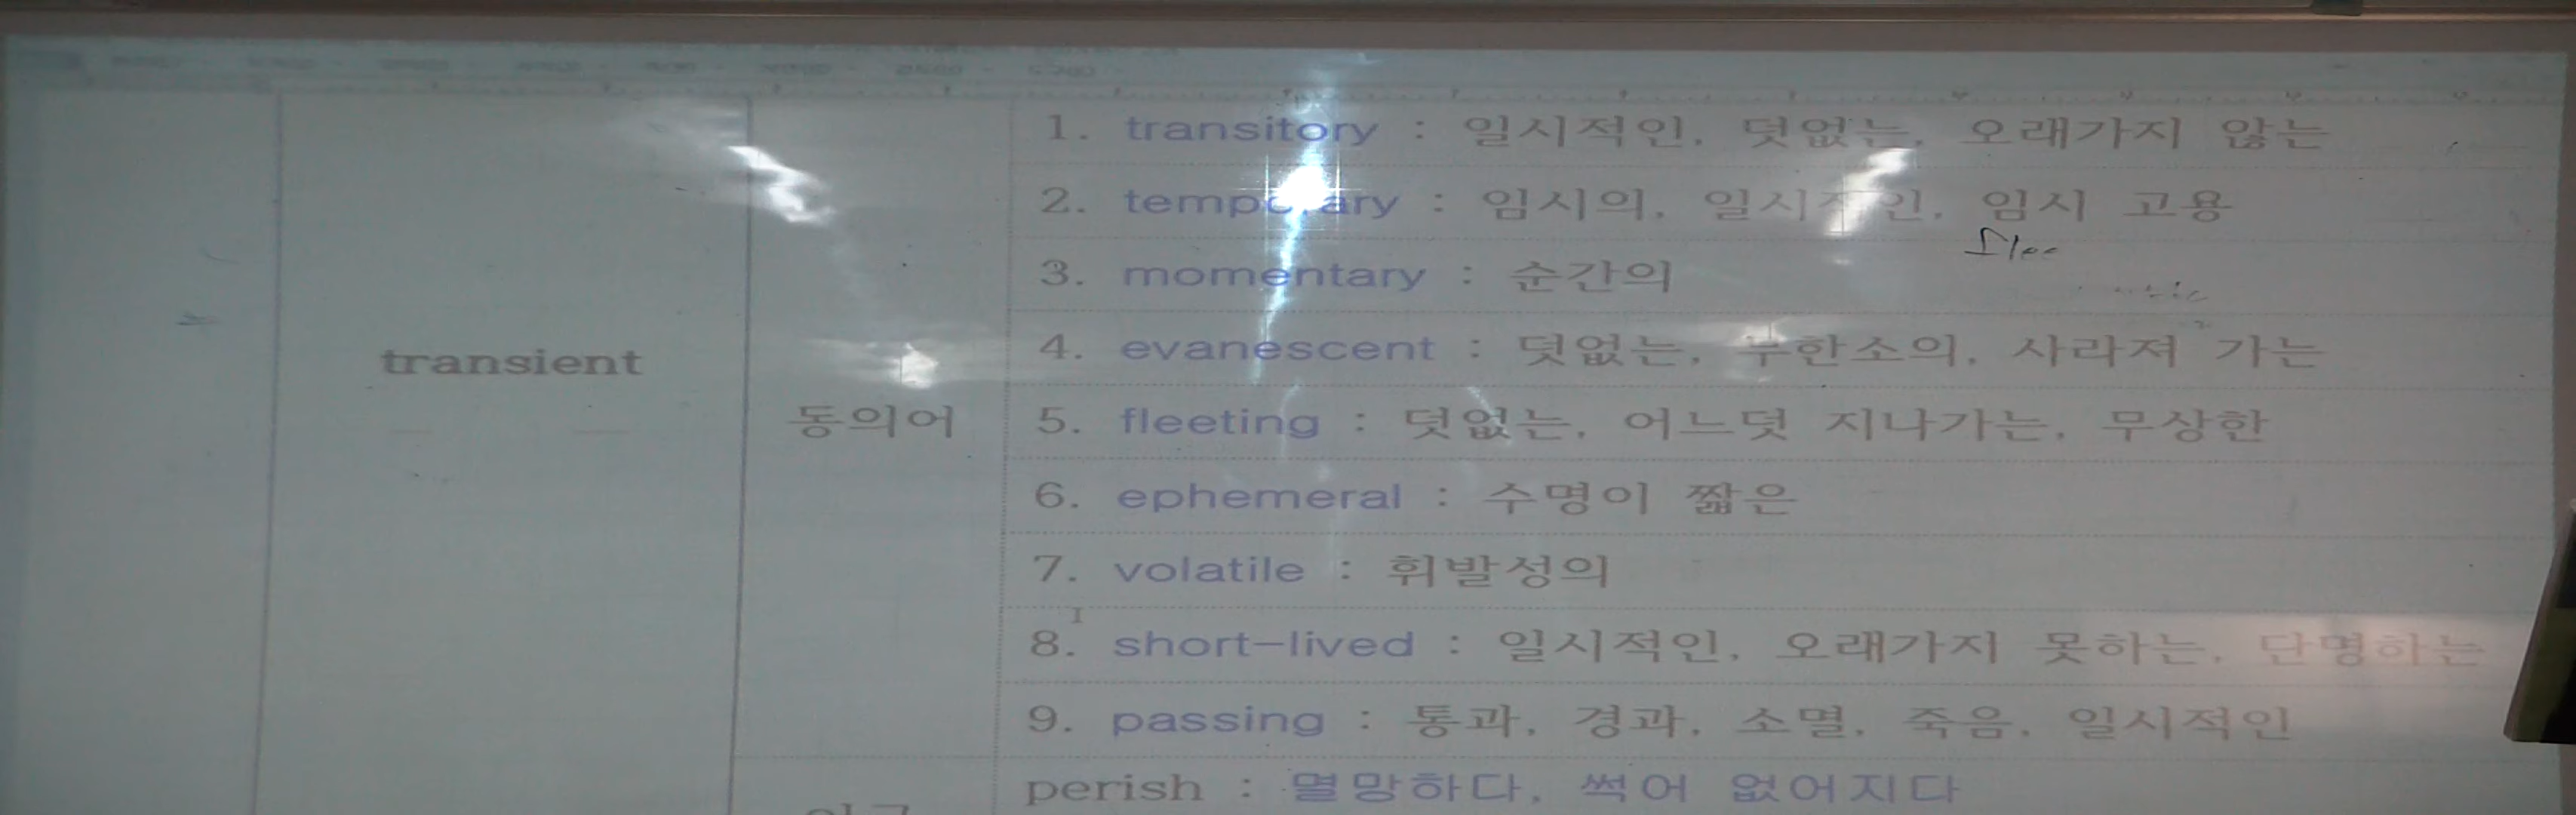 1. transitory : 일시적인, 덧없는, 오래가지 않는
2. temporary : 임시의, 일시적인, 임시 고용
3. momentary : 순간의
transient
4. evanescent : 덧없는, 무한소의, 사라져 가는
동의어
5. fleeting : 덧없는, 어느덧 지나가는, 무상한
6. ephemeral : 수명이 짧은
7. volatile : 휘발성의
8. short-lived : 일시적인, 오래가지 못하는, 단명하는
9. passing : 통과, 경과, 소멸, 죽음, 일시적인
perish : 멸망하다, 썩어 없어지다